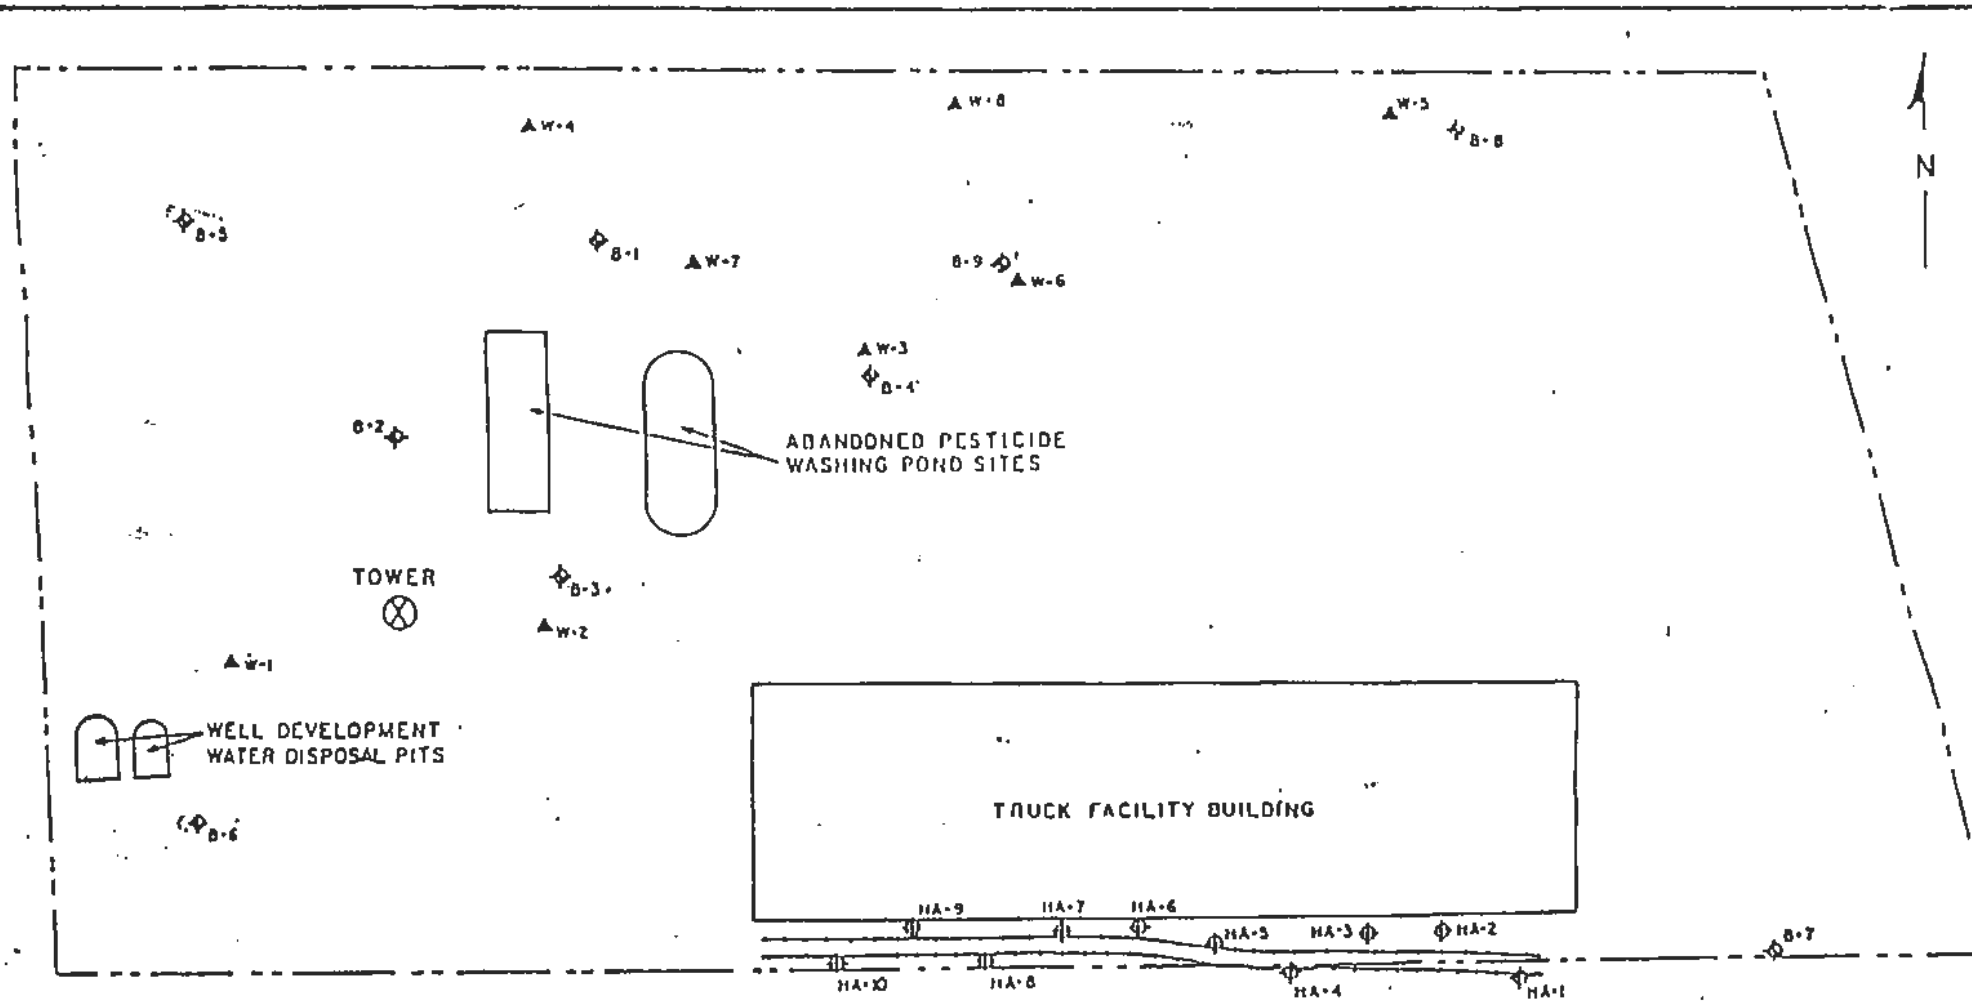 W-8
W-5
W-4
B-8
N
B-5
B-1
W-7
B-9
W-6
W-3
B-4
B-2
ABANDONED PESTICIDE
WASHING POND SITES
TOWER
B-3
W-2
W-1
WELL DEVELOPMENT
WATER DISPOSAL PITS
TRUCK FACILITY BUILDING
B-6
HA-9
HA-7
HA-6
HA-5
HA-3
HA-2
B-7
HA-10
HA-8
HA-4
HA-1